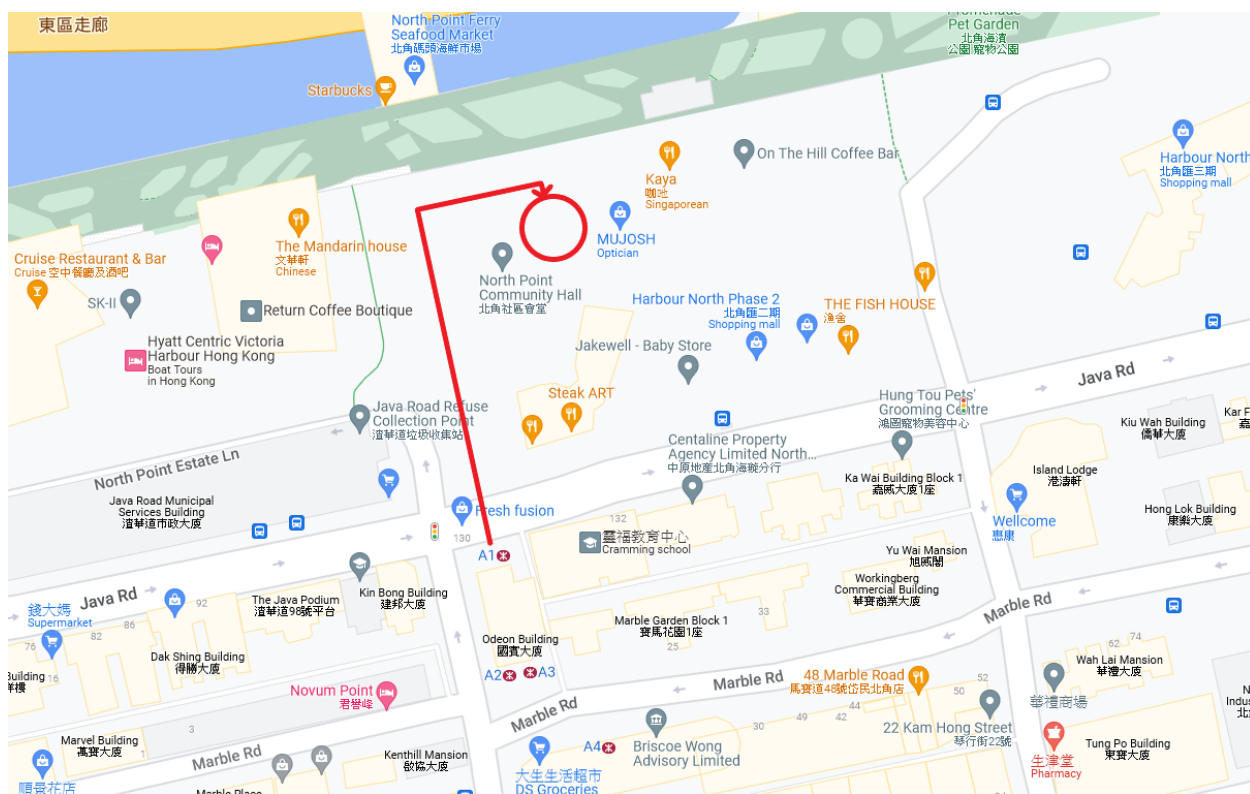 東區走廊
North Point Ferry
Seafood Market
北角碼頭海鮮市場
Starbucks
Promenade
Pet Garden
北角海濱
公園寵物公園
Harbour North
北角匯三期
Shopping mall
On The Hill Coffee Bar
Kaya
咖吔
Singaporean
MUJOSH
Optician
The Mandarin house
文華軒
Chinese
Cruise Restaurant & Bar
Cruise 空中餐廳及酒吧
SK-II
North Point
Community Hall
北角社區會堂
Return Coffee Boutique
Harbour North Phase 2
北角匯二期
Shopping mall
THE FISH HOUSE
漁舍
Hyatt Centric Victoria
Harbour Hong Kong
Boat Tours
in Hong Kong
Jakewell - Baby Store
Java Rd
Steak ART
Hung Tou Pets'
Grooming Centre
鴻圖寵物美容中心
Java Road Refuse
Collection Point
渣華道垃圾收集站
Kiu Wah Building
僑華大廈
Kar F
Centaline Property
Agency Limited North...
中原地產北角海璇分行
North Point Estate Ln
Ka Wai Building Block 1
嘉威大廈1座
Island Lodge
港濤軒
Java Road Municipal
Services Building
渣華道市政大廈
Fresh fusion
132
Wellcome
惠康
Hong Lok Building
康樂大廈
130
靈福教育中心
Cramming school
A1
Yu Wai Mansion
旭威閣
Java Rd
The Java Podium
渣華道98號平台
Kin Bong Building
建邦大廈
Workingberg
Commercial Building
華寶商業大廈
Marble Rd
錢大媽
Supermarket
92
86
82
76
Marble Garden Block 1
寶馬花園1座
33
25
Odeon Building
國賓大廈
Dak Shing Building
得勝大廈
62
74
Wah Lai Mansion
華禮大廈
Building
16
A2
A3
Marble Rd
48 Marble Road
馬寶道48號岱民北角店
52
50
Novum Point
君譽峰
華禮商場
Marble Rd
44
42
49
30
22 Kam Hong Street
琴行街22號
3
Marvel Building
萬寶大廈
1
Marble Rd
Kenthill Mansion
啟協大廈
A4
Briscoe Wong
Advisory Limited
Tung Po Building
東寶大廈
生津堂
Pharmacy
大生生活超市
DS Groceries
順景花店
Marble Place